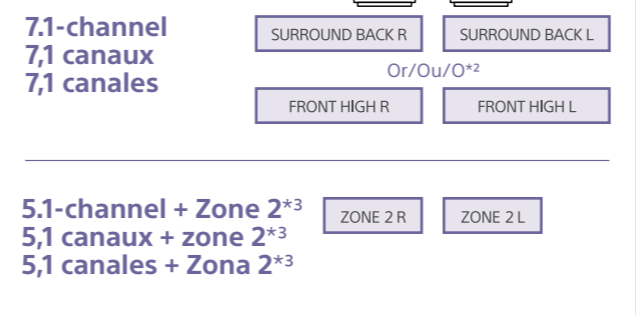 7.1-channel
7,1 canaux
7,1 canales
SURROUND BACK R SURROUND BACK L
Or/Ou/O*²
FRONT HIGH R FRONT HIGH L
5.1-channel + Zone 2*³
5,1 canaux + zone 2*³
5,1 canales + Zona 2*³
ZONE 2 R ZONE 2 L